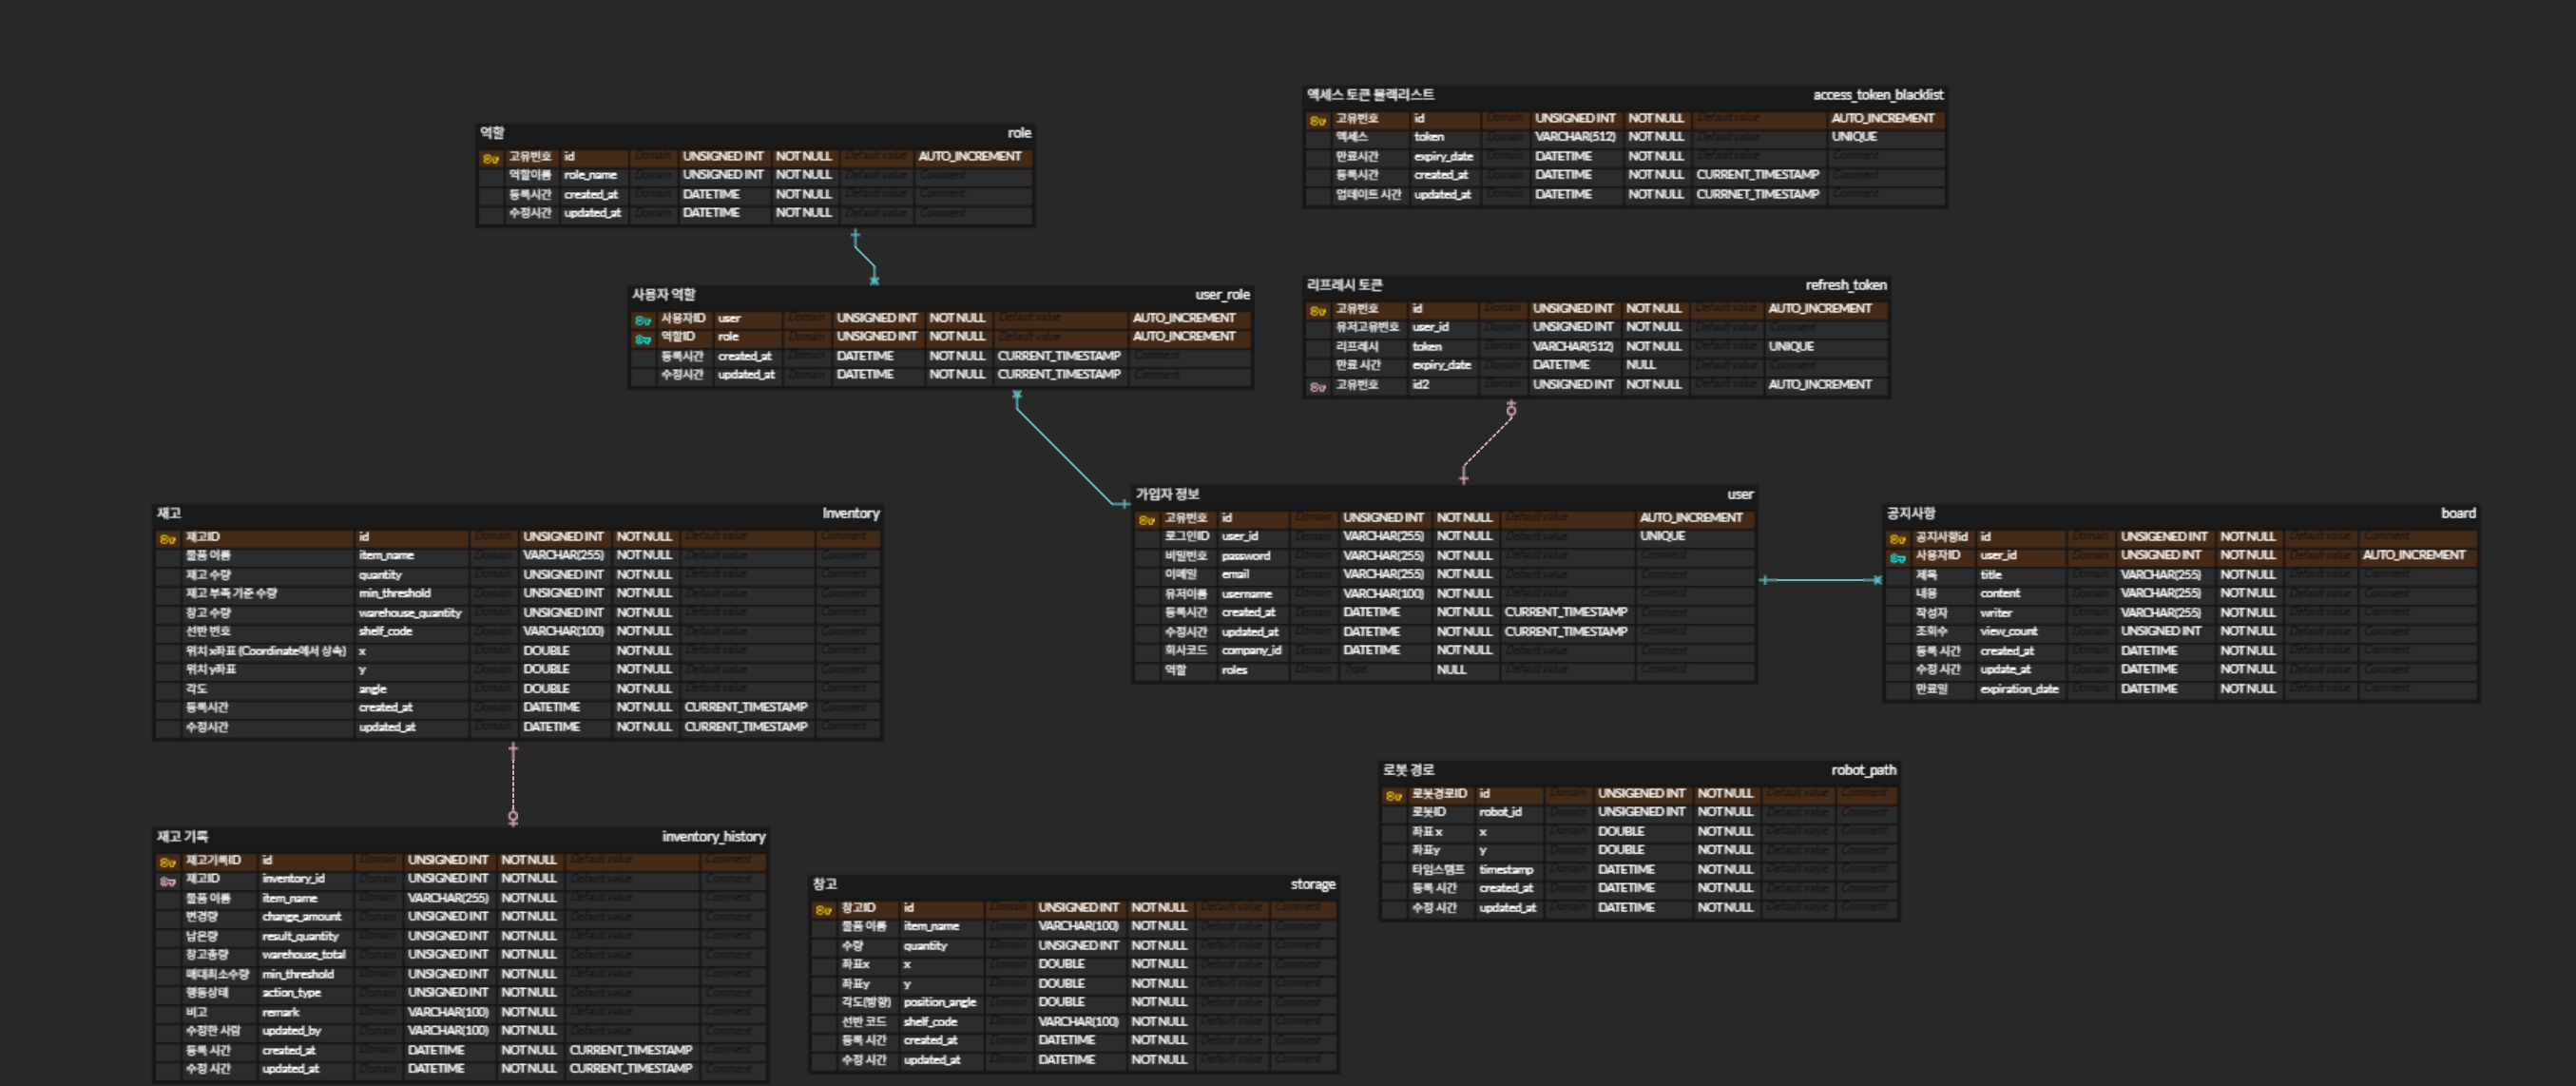 역할 role
고유번호 id Domain UNSIGNED INT NOT NULL Default value AUTO_INCREMENT
역할이름 role_name Domain UNSIGNED INT NOT NULL Default value Comment
등록시간 created_at Domain DATETIME NOT NULL Default value Comment
수정시간 updated_at Domain DATETIME NOT NULL Default value Comment
엑세스 토큰 블랙리스트 access_token_blacklist
고유번호 id Domain UNSIGNED INT NOT NULL Default value AUTO_INCREMENT
엑세스 token Domain VARCHAR(512) NOT NULL Default value UNIQUE
만료시간 expiry_date Domain DATETIME NOT NULL Default value Comment
등록시간 created_at Domain DATETIME NOT NULL CURRENT_TIMESTAMP Comment
업데이트 시간 updated_at Domain DATETIME NOT NULL CURRNET_TIMESTAMP Comment
사용자 역할 user_role
사용자ID user Domain UNSIGNED INT NOT NULL Default value AUTO_INCREMENT
역할ID role Domain UNSIGNED INT NOT NULL Default value AUTO_INCREMENT
등록시간 created_at Domain DATETIME NOT NULL CURRENT_TIMESTAMP Comment
수정시간 updated_at Domain DATETIME NOT NULL CURRENT_TIMESTAMP Comment
리프레시 토큰 refresh_token
고유번호 id Domain UNSIGNED INT NOT NULL Default value AUTO_INCREMENT
유저고유번호 user_id Domain UNSIGNED INT NOT NULL Default value Comment
리프레시 token Domain VARCHAR(512) NOT NULL Default value UNIQUE
만료 시간 expiry_date Domain DATETIME NULL Default value Comment
고유번호 id2 Domain UNSIGNED INT NOT NULL Default value AUTO_INCREMENT
가입자 정보 user
고유번호 id Domain UNSIGNED INT NOT NULL Default value AUTO_INCREMENT
로그인ID user_id Domain VARCHAR(255) NOT NULL Default value UNIQUE
비밀번호 password Domain VARCHAR(255) NOT NULL Default value Comment
이메일 email Domain VARCHAR(255) NOT NULL Default value Comment
유저이름 username Domain VARCHAR(100) NOT NULL Default value Comment
등록시간 created_at Domain DATETIME NOT NULL CURRENT_TIMESTAMP Comment
수정시간 updated_at Domain DATETIME NOT NULL CURRENT_TIMESTAMP Comment
회사코드 company_id Domain DATETIME NOT NULL Default value Comment
역할 roles Domain Type NULL Default value Comment
공지사항 board
공지사항id id Domain UNSIGENED INT NOT NULL Default value Comment
사용자ID user_id Domain UNSIGNED INT NOT NULL Default value AUTO_INCREMENT
제목 title Domain VARCHAR(255) NOT NULL Default value Comment
내용 content Domain VARCHAR(255) NOT NULL Default value Comment
작성자 writer Domain VARCHAR(255) NOT NULL Default value Comment
조회수 view_count Domain UNSIGNED INT NOT NULL Default value Comment
등록 시간 created_at Domain DATETIME NOT NULL Default value Comment
수정 시간 update_at Domain DATETIME NOT NULL Default value Comment
만료일 expiration_date Domain DATETIME NOT NULL Default value Comment
재고 Inventory
재고ID id Domain UNSIGNED INT NOT NULL Default value Comment
물품 이름 item_name Domain VARCHAR(255) NOT NULL Default value Comment
재고 수량 quantity Domain UNSIGNED INT NOT NULL Default value Comment
재고 부족 기준 수량 min_threshold Domain UNSIGNED INT NOT NULL Default value Comment
창고 수량 warehouse_quantity Domain UNSIGNED INT NOT NULL Default value Comment
선반 번호 shelf_code Domain VARCHAR(100) NOT NULL Default value Comment
위치 x좌표 (Coordinate에서 상속) x Domain DOUBLE NOT NULL Default value Comment
위치 y좌표 y Domain DOUBLE NOT NULL Default value Comment
각도 angle Domain DOUBLE NOT NULL Default value Comment
등록시간 created_at Domain DATETIME NOT NULL CURRENT_TIMESTAMP Comment
수정시간 updated_at Domain DATETIME NOT NULL CURRENT_TIMESTAMP Comment
로봇 경로 robot_path
로봇경로ID id Domain UNSIGENED INT NOT NULL Default value Comment
로봇ID robot_id Domain UNSIGENED INT NOT NULL Default value Comment
좌표 x x Domain DOUBLE NOT NULL Default value Comment
좌표y y Domain DOUBLE NOT NULL Default value Comment
타임스탬프 timestamp Domain DATETIME NOT NULL Default value Comment
등록 시간 created_at Domain DATETIME NOT NULL Default value Comment
수정 시간 updated_at Domain DATETIME NOT NULL Default value Comment
재고 기록 inventory_history
재고기록ID id Domain UNSIGNED INT NOT NULL Default value Comment
재고ID inventory_id Domain UNSIGNED INT NOT NULL Default value Comment
물품 이름 item_name Domain VARCHAR(255) NOT NULL Default value Comment
변경량 change_amount Domain UNSIGNED INT NOT NULL Default value Comment
남은량 result_quantity Domain UNSIGNED INT NOT NULL Default value Comment
창고총량 warehouse_total Domain UNSIGNED INT NOT NULL Default value Comment
매대최소수량 min_threshold Domain UNSIGNED INT NOT NULL Default value Comment
행동상태 action_type Domain UNSIGNED INT NOT NULL Default value Comment
비고 remark Domain VARCHAR(100) NOT NULL Default value Comment
수정한 사람 updated_by Domain VARCHAR(100) NOT NULL Default value Comment
등록 시간 created_at Domain DATETIME NOT NULL CURRENT_TIMESTAMP Comment
수정 시간 updated_at Domain DATETIME NOT NULL CURRENT_TIMESTAMP Comment
창고 storage
창고ID id Domain UNSIGNED INT NOT NULL Default value Comment
물품 이름 item_name Domain VARCHAR(100) NOT NULL Default value Comment
수량 quantity Domain UNSIGNED INT NOT NULL Default value Comment
좌표x x Domain DOUBLE NOT NULL Default value Comment
좌표y y Domain DOUBLE NOT NULL Default value Comment
각도(방향) position_angle Domain DOUBLE NOT NULL Default value Comment
선반 코드 shelf_code Domain VARCHAR(100) NOT NULL Default value Comment
등록 시간 created_at Domain DATETIME NOT NULL Default value Comment
수정 시간 updated_at Domain DATETIME NOT NULL Default value Comment